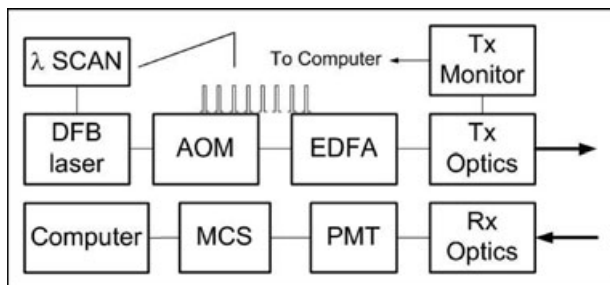 λ SCAN
To Computer
Tx
Monitor
DFB
laser
AOM
EDFA
Tx
Optics
Computer
MCS
PMT
Rx
Optics